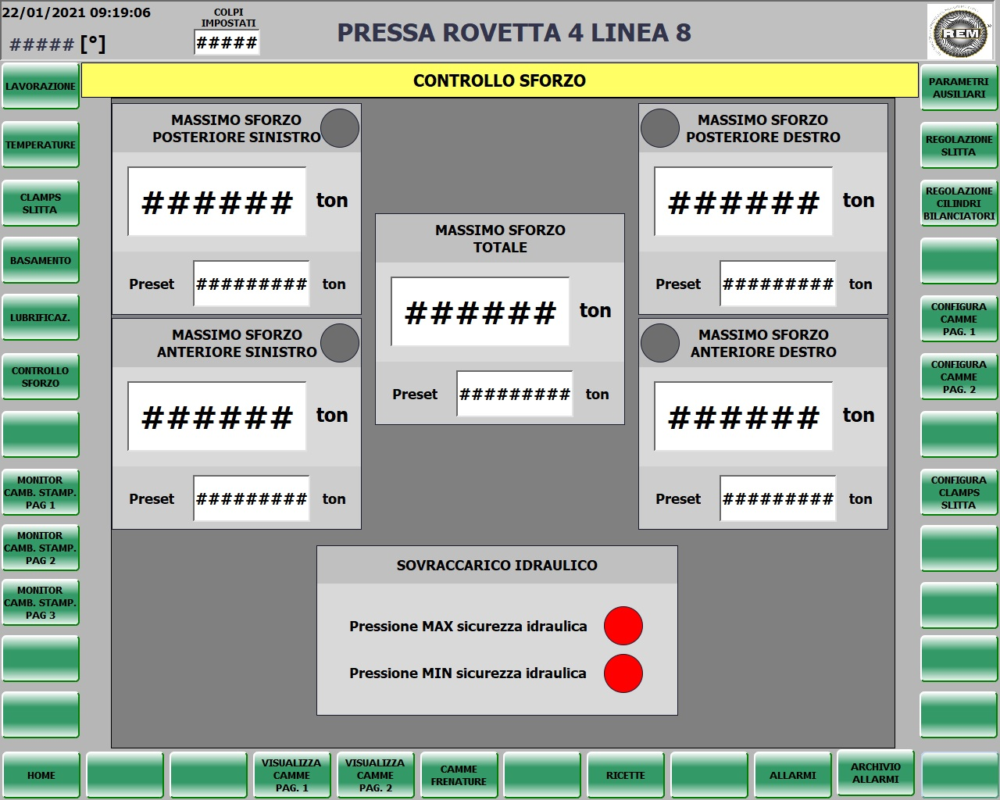 22/01/2021 09:19:06
##### [°]
COLPI
IMPOSTATI
#####
PRESSA ROVETTA 4 LINEA 8
REM
CONTROLLO SFORZO
LAVORAZIONE
TEMPERATURE
CLAMPS
SLITTA
BASAMENTO
LUBRIFICAZ.
CONTROLLO
SFORZO
MONITOR
CAMB. STAMP.
PAG 1
MONITOR
CAMB. STAMP.
PAG 2
MONITOR
CAMB. STAMP.
PAG 3
MASSIMO SFORZO
POSTERIORE SINISTRO
###### ton
Preset ######### ton
MASSIMO SFORZO
ANTERIORE SINISTRO
###### ton
Preset ######### ton
MASSIMO SFORZO
TOTALE
###### ton
Preset ######### ton
MASSIMO SFORZO
POSTERIORE DESTRO
###### ton
Preset ######### ton
MASSIMO SFORZO
ANTERIORE DESTRO
###### ton
Preset ######### ton
SOVRACCARICO IDRAULICO
Pressione MAX sicurezza idraulica
Pressione MIN sicurezza idraulica
PARAMETRI
AUSILIARI
REGOLAZIONE
SLITTA
REGOLAZIONE
CILINDRI
BILANCIATORI
CONFIGURA
CAMME
PAG. 1
CONFIGURA
CAMME
PAG. 2
CONFIGURA
CLAMPS
SLITTA
HOME
VISUALIZZA
CAMME
PAG. 1
VISUALIZZA
CAMME
PAG. 2
CAMME
FRENATURE
RICETTE
ALLARMI
ARCHIVIO
ALLARMI